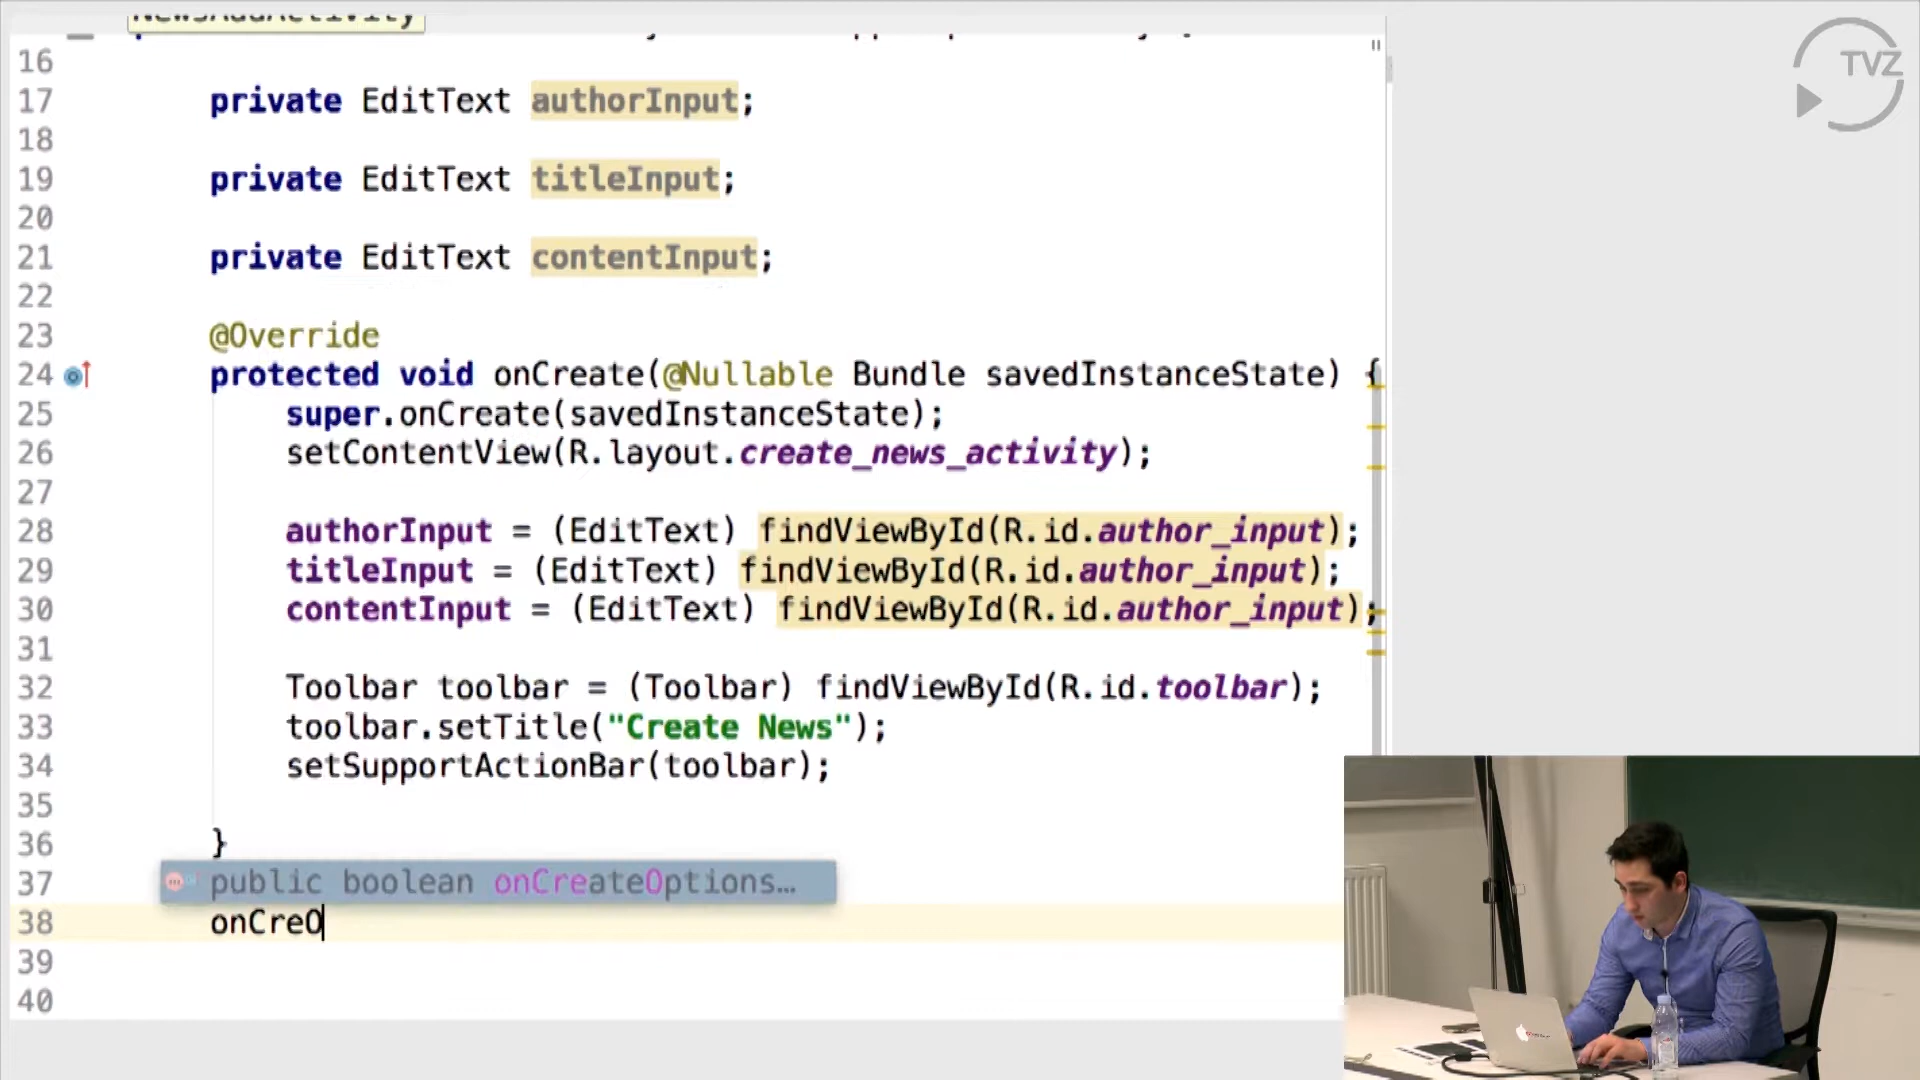 NewsAddActivity
16
17 private EditText authorInput;
18
19 private EditText titleInput;
20
21 private EditText contentInput;
22
23 @Override
24 protected void onCreate(@Nullable Bundle savedInstanceState) {
25 super.onCreate(savedInstanceState);
26 setContentView(R.layout.create_news_activity);
27
28 authorInput = (EditText) findViewById(R.id.author_input);
29 titleInput = (EditText) findViewById(R.id.author_input);
30 contentInput = (EditText) findViewById(R.id.author_input);
31
32 Toolbar toolbar = (Toolbar) findViewById(R.id.toolbar);
33 toolbar.setTitle("Create News");
34 setSupportActionBar(toolbar);
35
36 }
37 public boolean onCreateOptions…
38 onCreO
39
40
TVZ